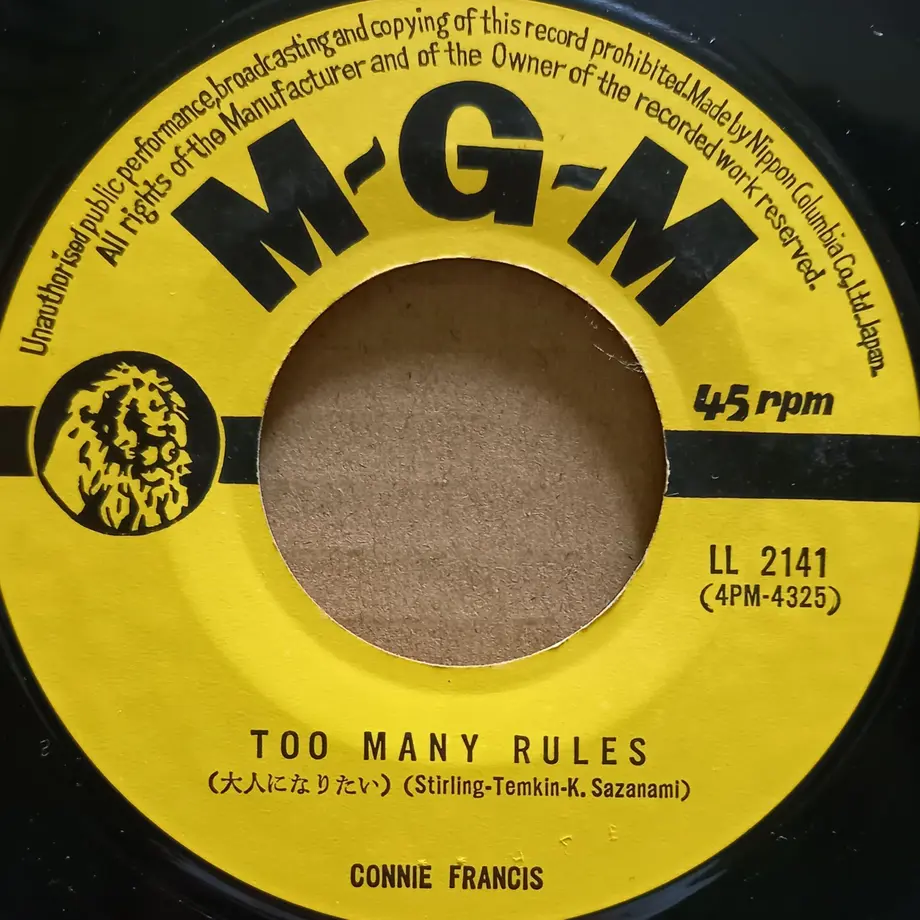 Unauthorised public performance, broadcasting and copying of this record prohibited. Made by Nippon Columbia Co., Ltd. Japan.
All rights of the Manufacturer and of the Owner of the recorded work reserved.
M-G-M
45 rpm
LL 2141
(4PM-4325)
TOO MANY RULES
(大人になりたい) (Stirling-Temkin-K. Sazanami)
CONNIE FRANCIS